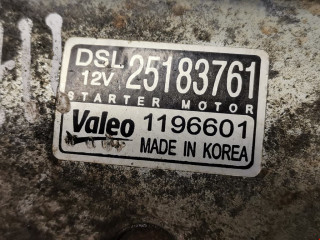 DSL 25183761
12V
STARTER MOTOR
Valeo 1196601
MADE IN KOREA